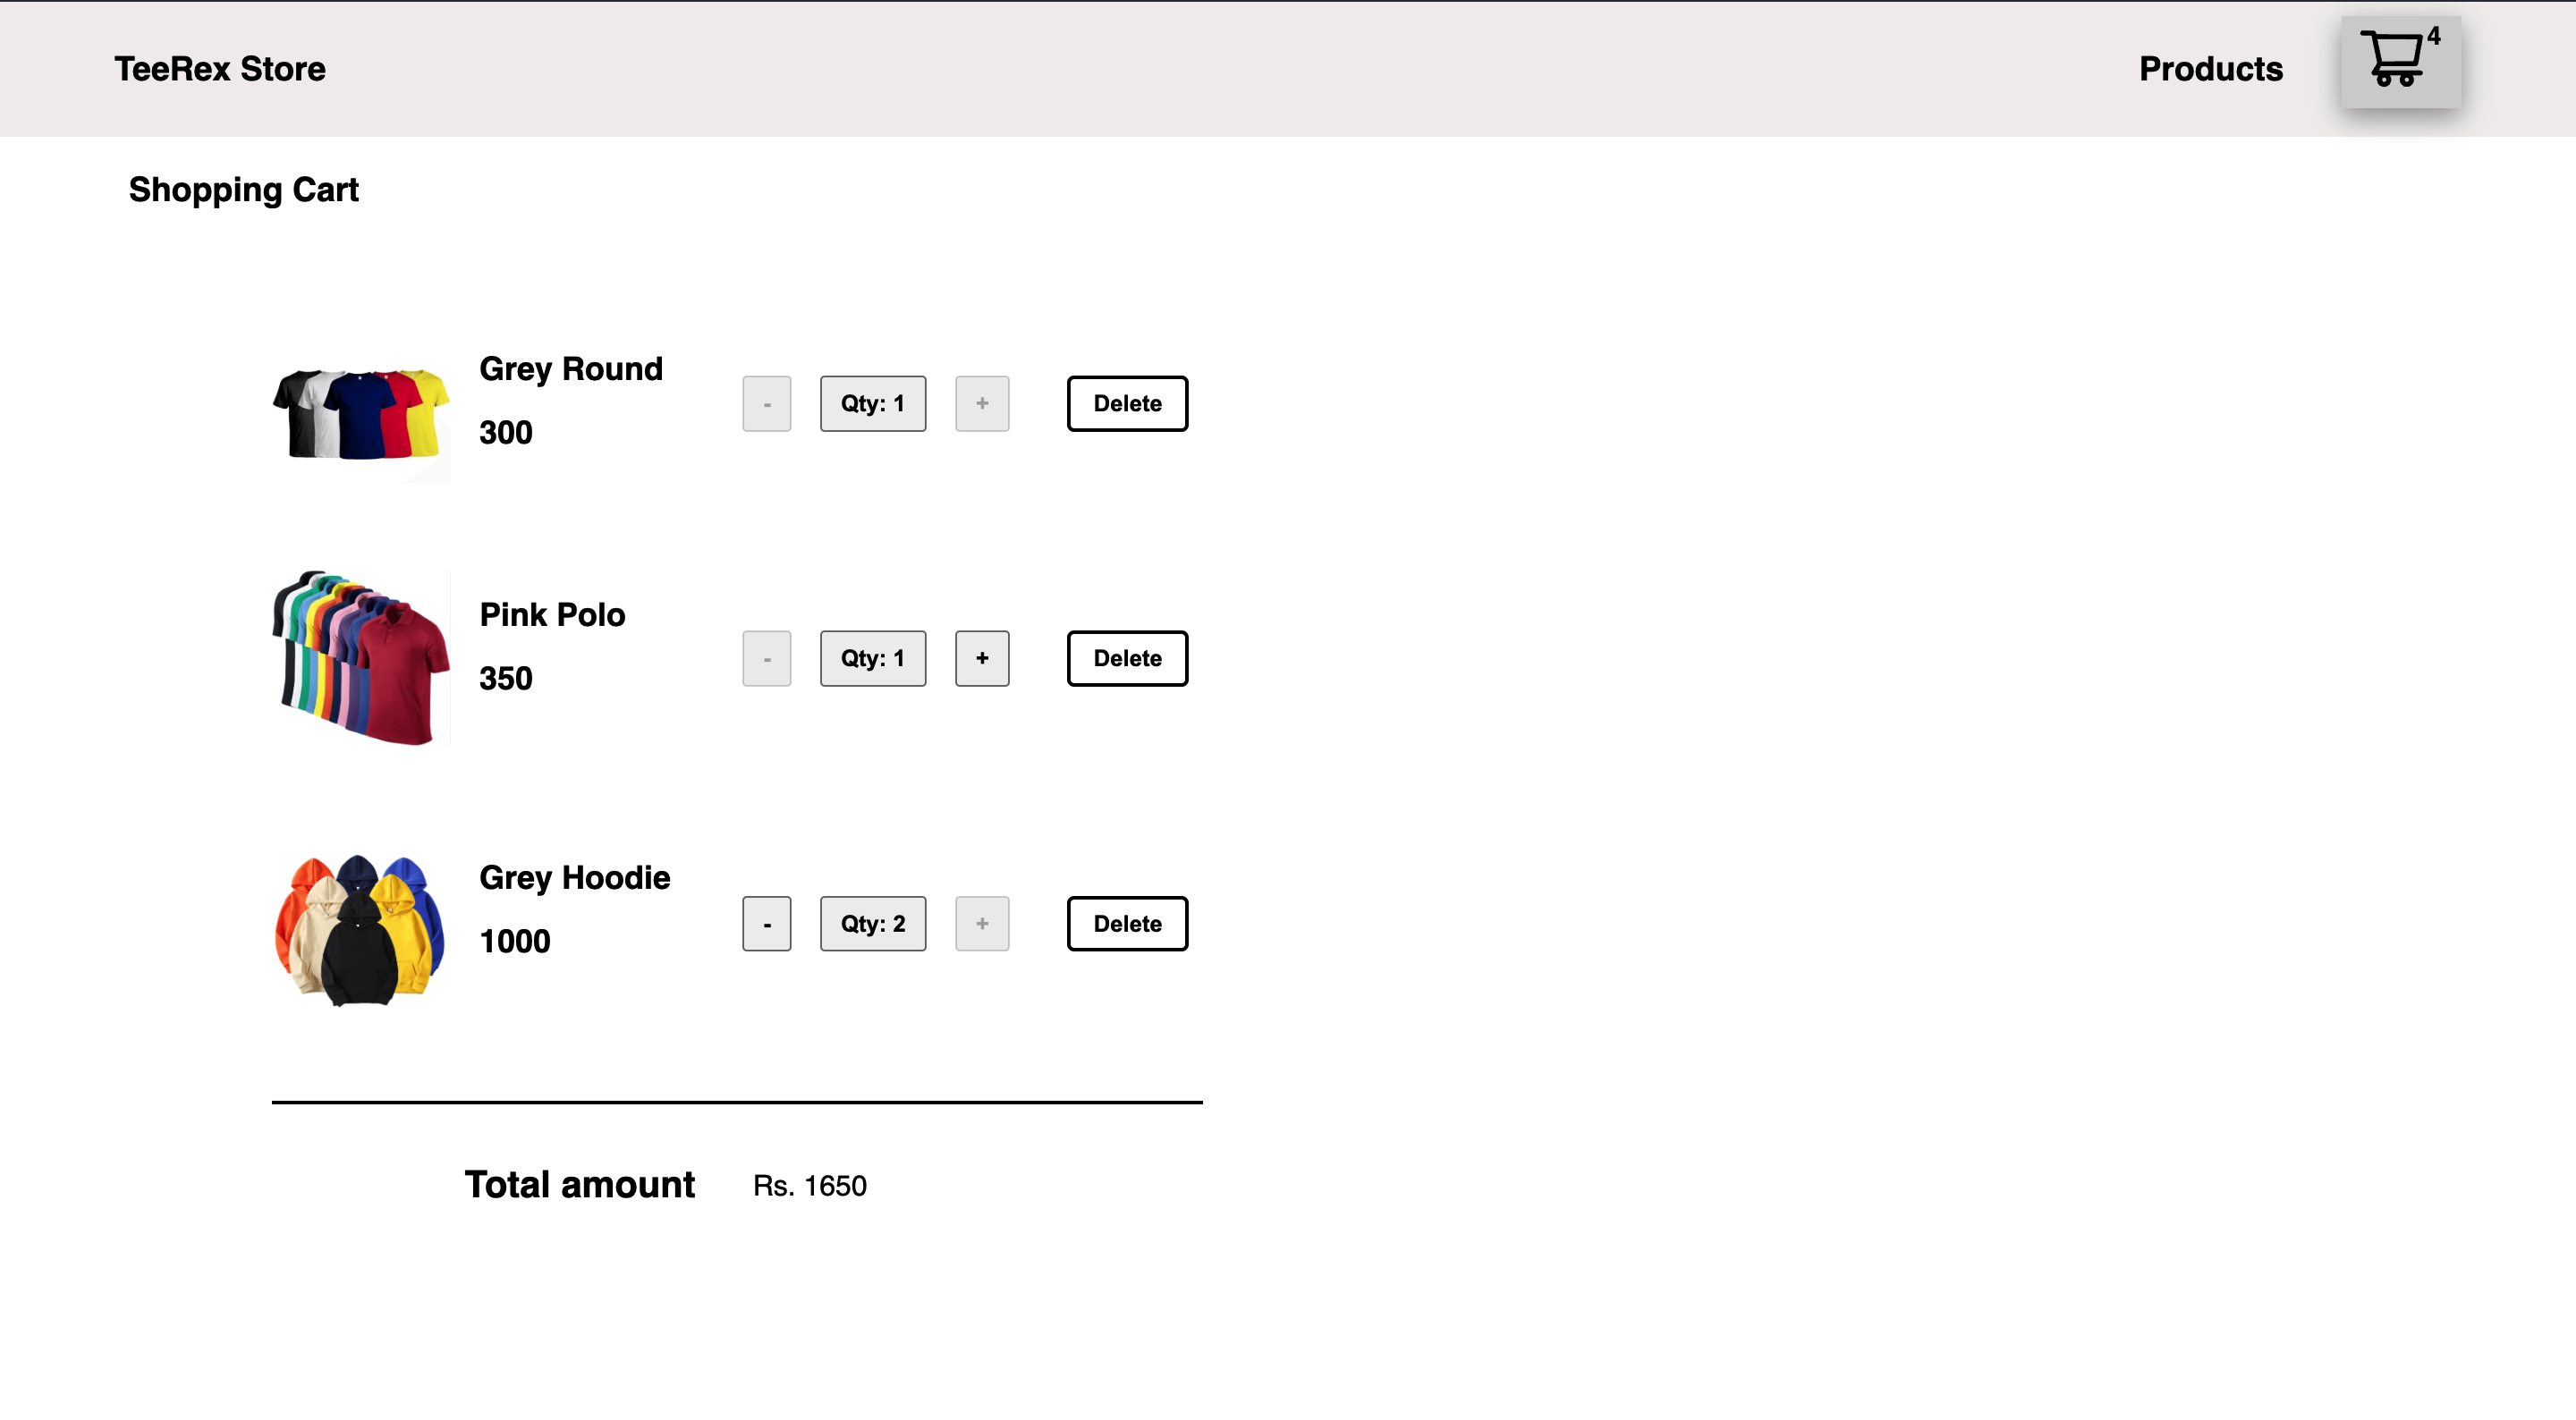 TeeRex Store
Products
4
Shopping Cart
Grey Round
300
- Qty: 1 + Delete
Pink Polo
350
- Qty: 1 + Delete
Grey Hoodie
1000
- Qty: 2 + Delete
Total amount Rs. 1650